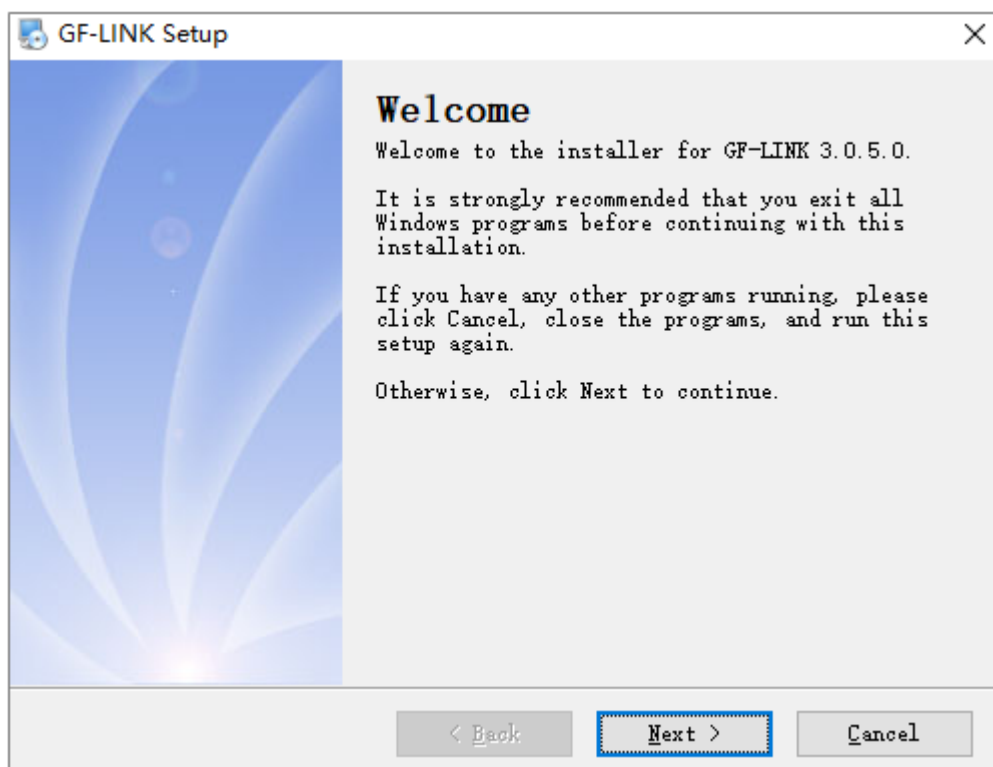 GF-LINK Setup
Welcome
Welcome to the installer for GF-LINK 3.0.5.0.
It is strongly recommended that you exit all
Windows programs before continuing with this
installation.
If you have any other programs running, please
click Cancel, close the programs, and run this
setup again.
Otherwise, click Next to continue.
< Back
Next >
Cancel